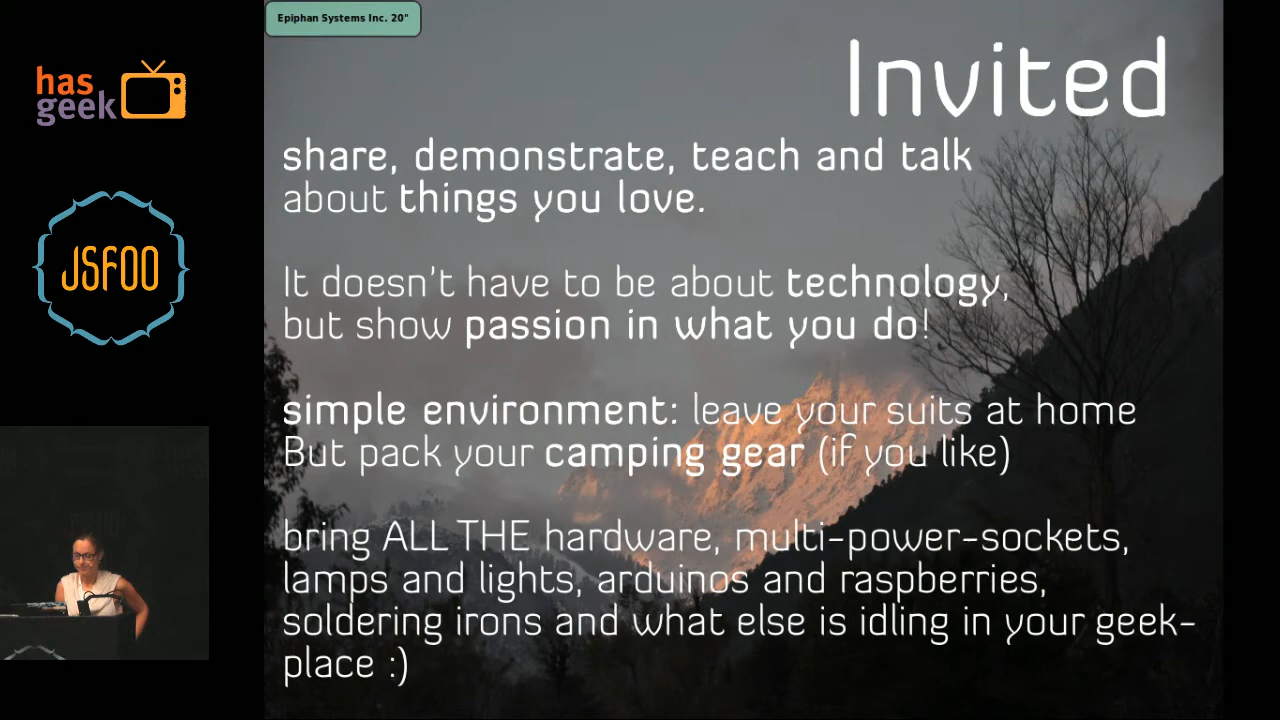 Epiphan Systems Inc. 20"
has
geek
JSFOO
Invited
share, demonstrate, teach and talk
about things you love.
It doesn't have to be about technology,
but show passion in what you do!
simple environment: leave your suits at home
But pack your camping gear (if you like)
bring ALL THE hardware, multi-power-sockets,
lamps and lights, arduinos and raspberries,
soldering irons and what else is idling in your geek-
place :)